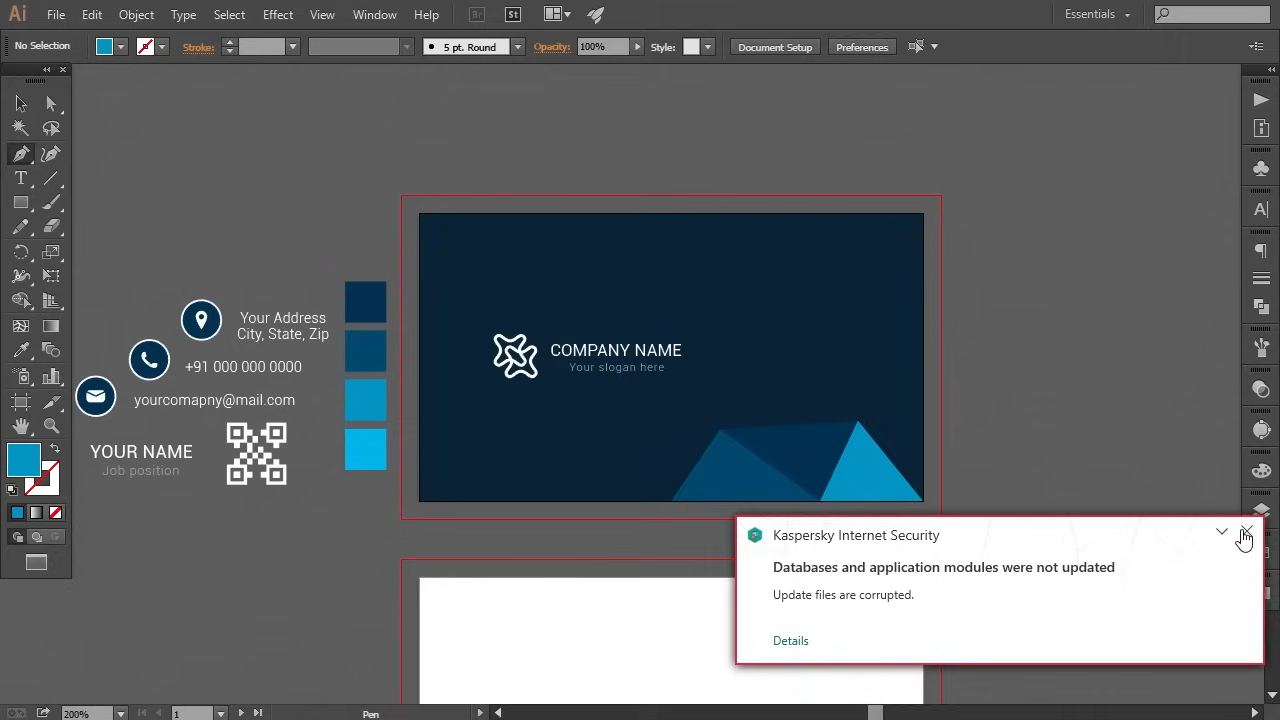 Ai File Edit Object Type Select Effect View Window Help Br St Essentials
No Selection Stroke: 5 pt. Round Opacity: 100% Style: Document Setup Preferences
COMPANY NAME
Your slogan here
Your Address
City, State, Zip
+91 000 000 0000
yourcomapny@mail.com
YOUR NAME
Job position
Kaspersky Internet Security
Databases and application modules were not updated
Update files are corrupted.
Details
200% 1 Pen